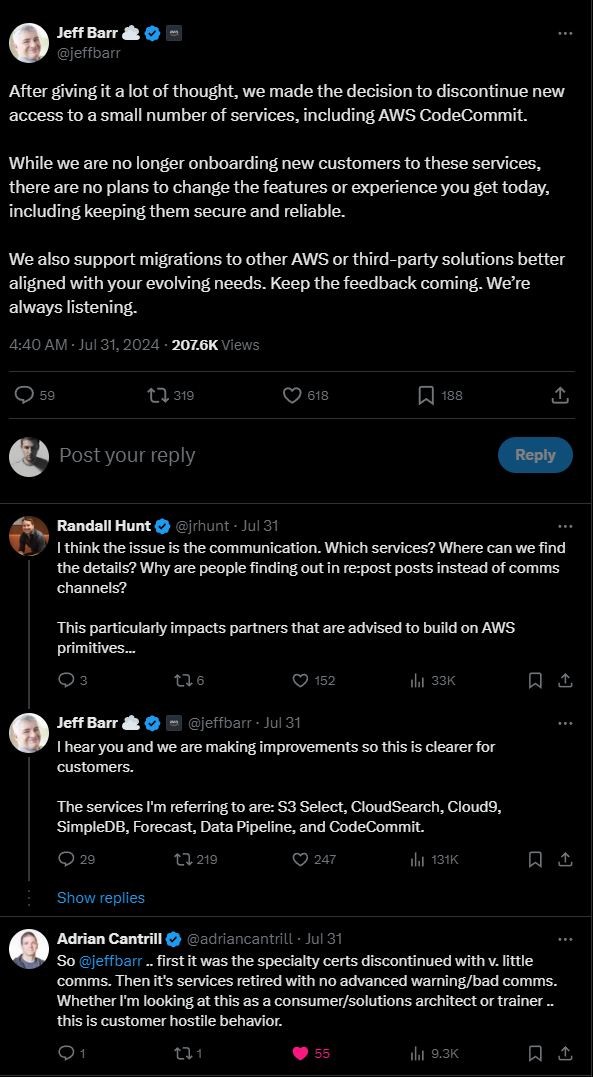 Jeff Barr
@jeffbarr
After giving it a lot of thought, we made the decision to discontinue new
access to a small number of services, including AWS CodeCommit.
While we are no longer onboarding new customers to these services,
there are no plans to change the features or experience you get today,
including keeping them secure and reliable.
We also support migrations to other AWS or third-party solutions better
aligned with your evolving needs. Keep the feedback coming. We’re
always listening.
4:40 AM · Jul 31, 2024 · 207.6K Views
59 319 618 188
Post your reply Reply
Randall Hunt @jrhunt · Jul 31
I think the issue is the communication. Which services? Where can we find
the details? Why are people finding out in re:post posts instead of comms
channels?
This particularly impacts partners that are advised to build on AWS
primitives...
3 6 152 33K
Jeff Barr aws @jeffbarr · Jul 31
I hear you and we are making improvements so this is clearer for
customers.
The services I'm referring to are: S3 Select, CloudSearch, Cloud9,
SimpleDB, Forecast, Data Pipeline, and CodeCommit.
29 219 247 131K
Show replies
Adrian Cantrill @adriancantrill · Jul 31
So @jeffbarr .. first it was the specialty certs discontinued with v. little
comms. Then it's services retired with no advanced warning/bad comms.
Whether I'm looking at this as a consumer/solutions architect or trainer ..
this is customer hostile behavior.
1 1 55 9.3K